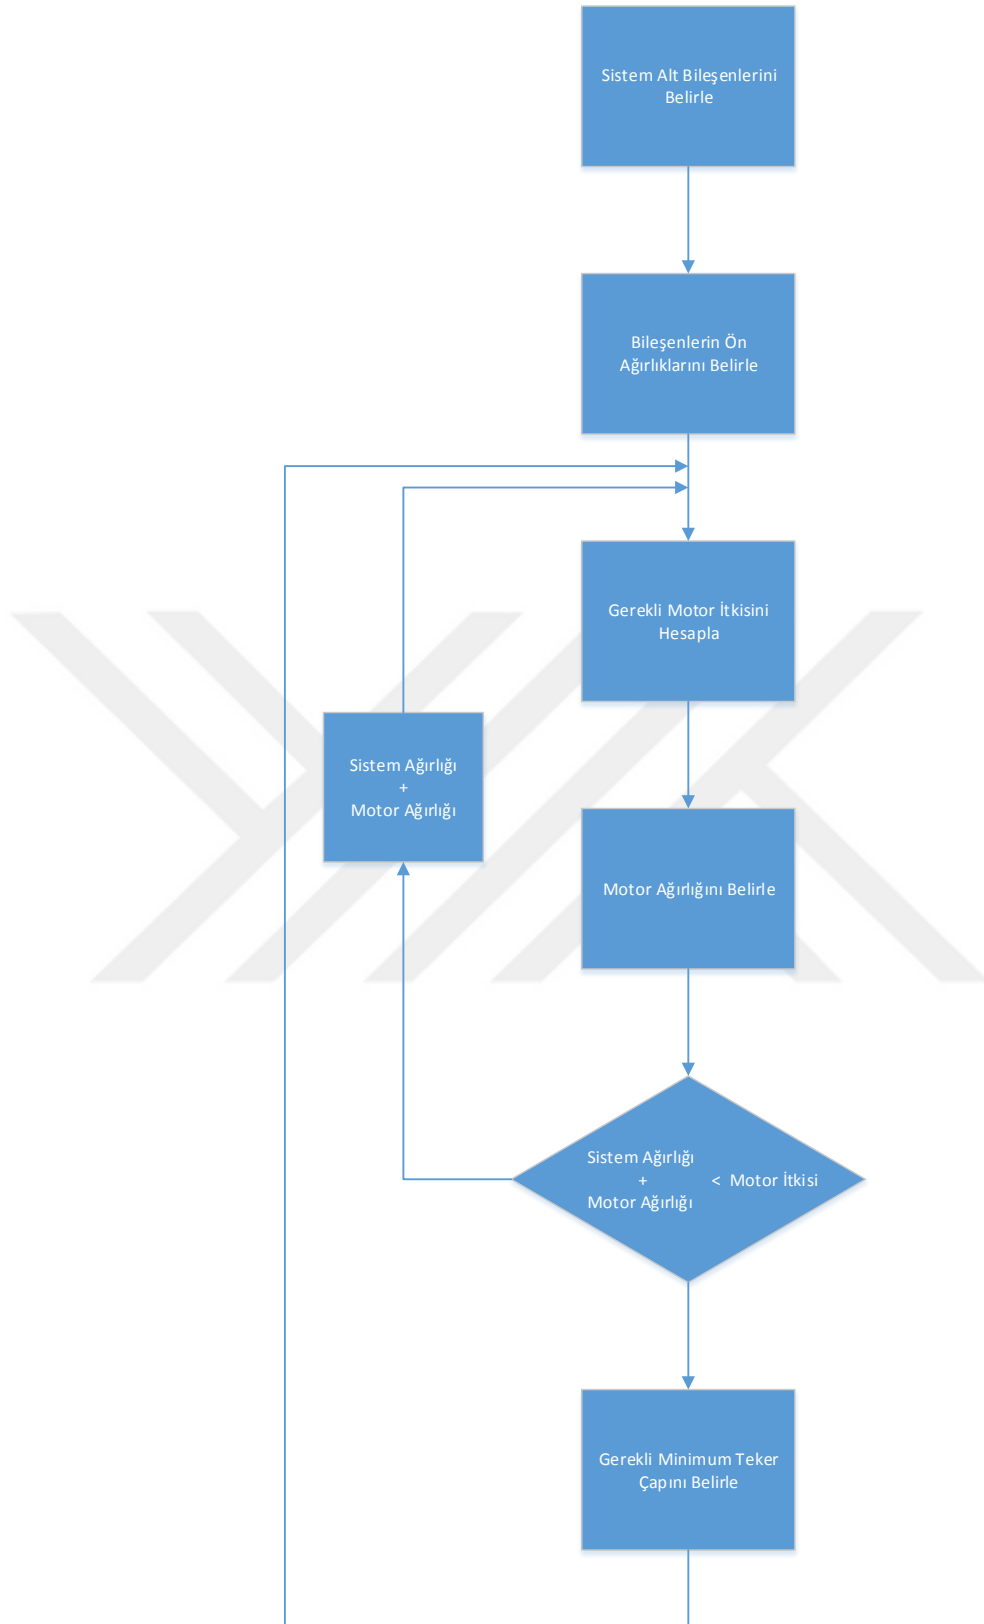 Sistem Alt Bileşenlerini
Belirle
Bileşenlerin Ön
Ağırlıklarını Belirle
Gerekli Motor İtkisini
Hesapla
Sistem Ağırlığı
+
Motor Ağırlığı
Motor Ağırlığını Belirle
Sistem Ağırlığı
+
Motor Ağırlığı
< Motor İtkisi
Gerekli Minimum Teker
Çapını Belirle